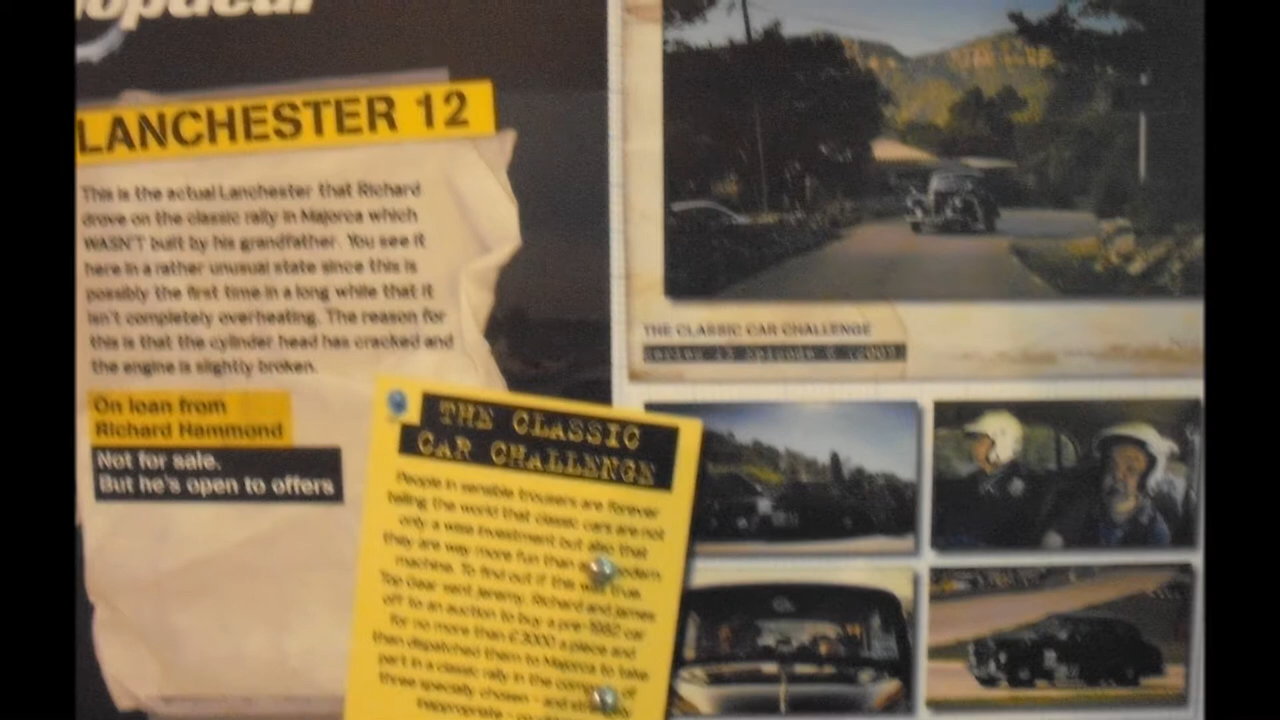 LANCHESTER 12
This is the actual Lanchester that Richard
drove on the classic rally in Majorca which
WASN'T built by his grandfather. You see it
here in a rather unusual state since this is
possibly the first time in a long while that it
isn't completely overheating. The reason for
this is that the cylinder head has cracked and
the engine is slightly broken.
On loan from
Richard Hammond
Not for sale.
But he's open to offers
THE CLASSIC
CAR CHALLENGE
People in sensible trousers are forever
telling the world that classic cars are not
only a wise investment but also that
they are way more fun than
machine. To find out if this was true
Top Gear sent Jeremy, Richard and James
off to an auction to buy a pre-1982 car
for no more than £3000 a piece and
then dispatched them to Majorca to take
part in a classic rally in the
three specially chosen - and
inappropriate -
THE CLASSIC CAR CHALLENGE
Series Episode